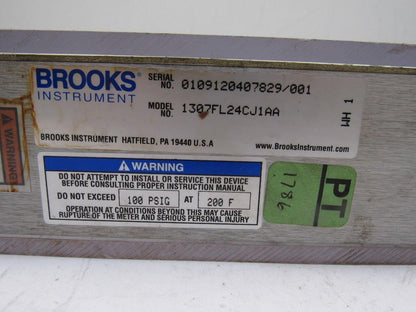 BROOKS®
INSTRUMENT
SERIAL NO. 0109120407829/001
MODEL NO. 1307FL24CJ1AA
1 HM
BROOKS INSTRUMENT HATFIELD, PA 19440 U.S.A
www.BrooksInstrument.com
WARNING
WARNING
DO NOT ATTEMPT TO INSTALL OR SERVICE THIS DEVICE
BEFORE CONSULTING PROPER INSTRUCTION MANUAL
DO NOT EXCEED 100 PSIG AT 200 F
OPERATION AT CONDITIONS BEYOND THIS MAY CAUSE
RUPTURE OF THE METER AND SERIOUS PERSONAL INJURY
PT